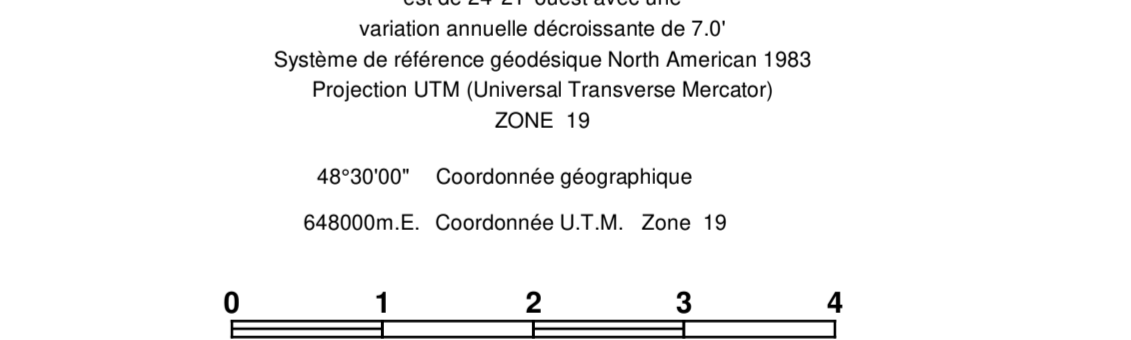 variation annuelle décroissante de 7.0'
Système de référence géodésique North American 1983
Projection UTM (Universal Transverse Mercator)
ZONE 19
48°30'00" Coordonnée géographique
648000m.E. Coordonnée U.T.M. Zone 19
0 1 2 3 4